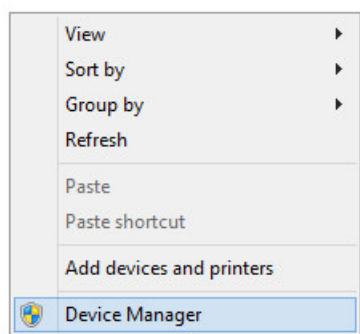 View
Sort by
Group by
Refresh
Paste
Paste shortcut
Add devices and printers
Device Manager